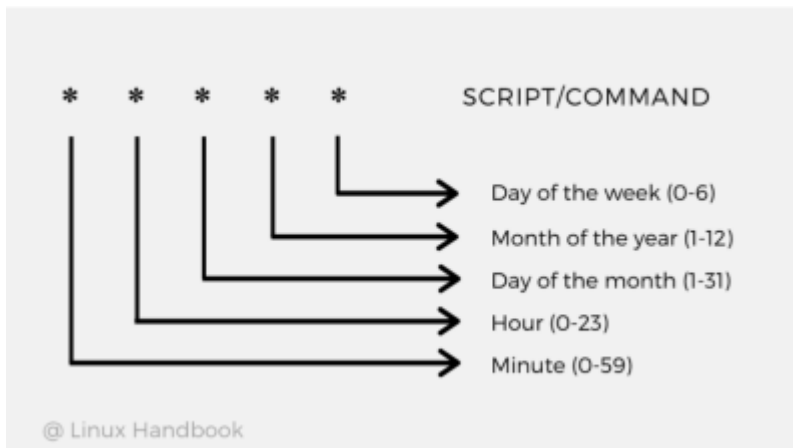 * * * * * SCRIPT/COMMAND
Day of the week (0-6)
Month of the year (1-12)
Day of the month (1-31)
Hour (0-23)
Minute (0-59)
@ Linux Handbook